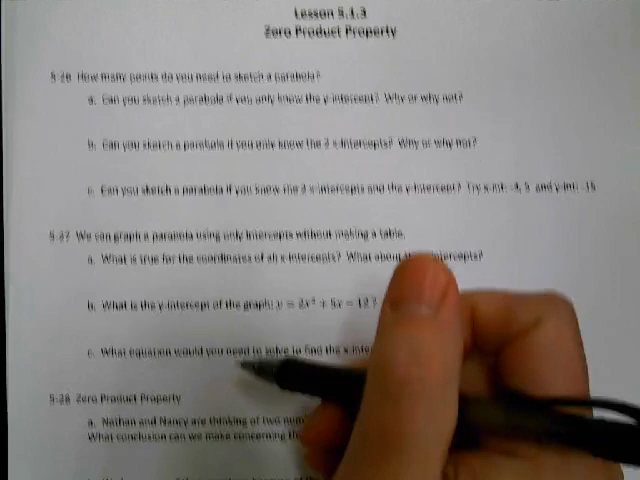 Lesson 5.1.3
Zero Product Property
5-26 How many points do you need to sketch a parabola?
a. Can you sketch a parabola if you only know the y-intercept? Why or why not?
b. Can you sketch a parabola if you only know the 2 x-intercepts? Why or why not?
c. Can you sketch a parabola if you know the 2 x-intercepts and the y-intercept? Try x-int: -3, 5 and y-int: -15
5-27 We can graph a parabola using only intercepts without making a table.
a. What is true for the coordinates of all x-intercepts? What about intercepts?
b. What is the y-intercept of the graph: y = 2x² + 5x − 12?
c. What equation would you need to solve to find the
5-28 Zero Product Property
a. Nathan and Nancy are thinking of two
What conclusion can we make concerning